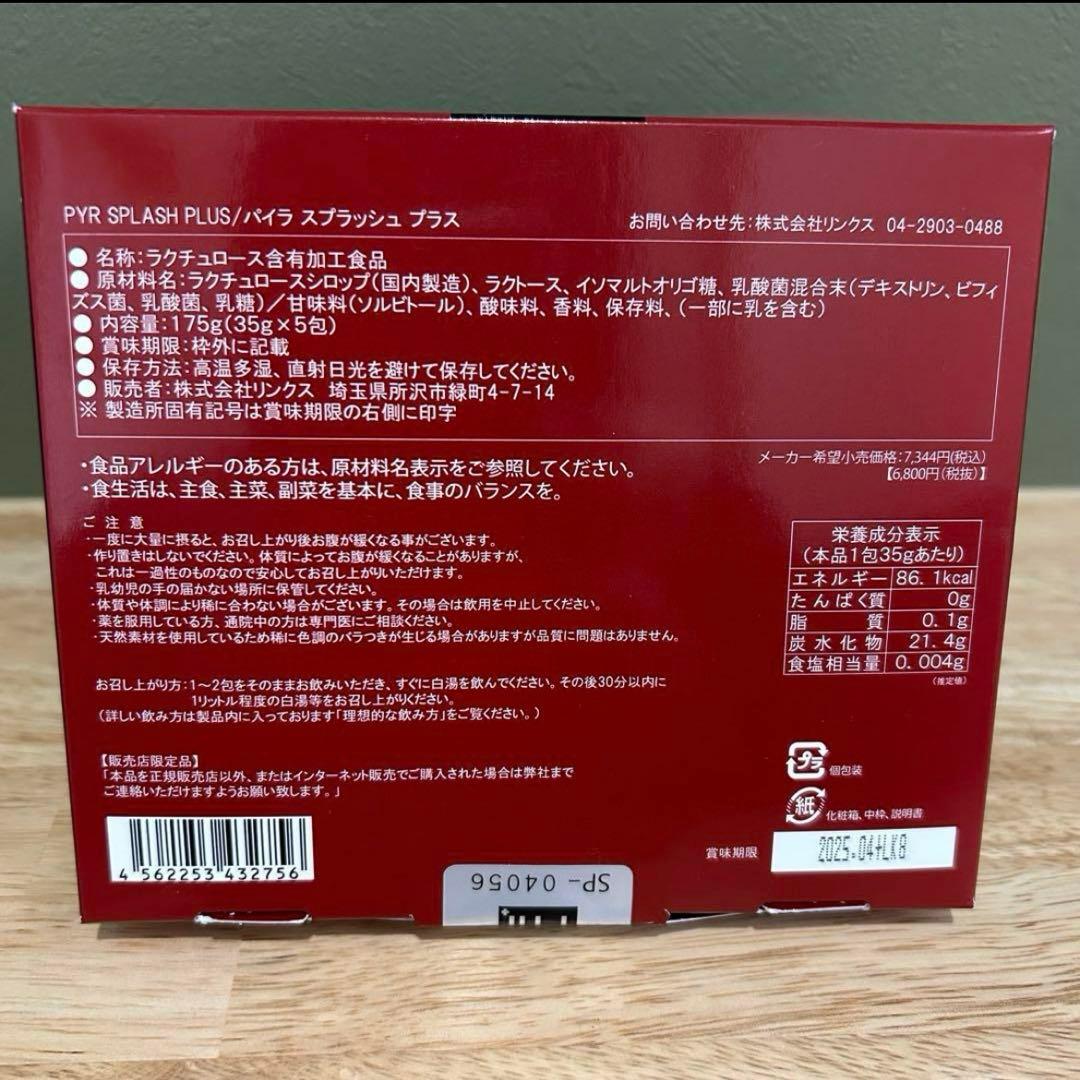 PYR SPLASH PLUS/パイラ スプラッシュ プラス
お問い合わせ先:株式会社リンクス 04-2903-0488
● 名称:ラクチュロース含有加工食品
● 原材料名:ラクチュロースシロップ(国内製造)、ラクトース、イソマルトオリゴ糖、乳酸菌混合末(デキストリン、ビフィ
ズス菌、乳酸菌、乳糖)/甘味料(ソルビトール)、酸味料、香料、保存料、(一部に乳を含む)
● 内容量:175g(35g×5包)
● 賞味期限:枠外に記載
● 保存方法:高温多湿、直射日光を避けて保存してください。
● 販売者:株式会社リンクス 埼玉県所沢市緑町4-7-14
※ 製造所固有記号は賞味期限の右側に印字
・食品アレルギーのある方は、原材料名表示をご参照してください。
・食生活は、主食、主菜、副菜を基本に、食事のバランスを。
メーカー希望小売価格:7,344円(税込)
【6,800円(税抜)】
ご 注 意
・一度に大量に摂ると、お召し上がり後お腹が緩くなる事がございます。
・作り置きはしないでください。体質によってお腹が緩くなることがありますが、
これは一過性のものなので安心してお召し上がりいただけます。
・乳幼児の手の届かない場所に保管してください。
・体質や体調により稀に合わない場合がございます。その場合は飲用を中止してください。
・薬を服用している方、通院中の方は専門医にご相談ください。
・天然素材を使用しているため稀に色調のバラつきが生じる場合がありますが品質に問題はありません。
栄養成分表示
(本品1包35gあたり)
エネルギー 86.1kcal
たんぱく質 0g
脂 質 0.1g
炭水化物 21.4g
食塩相当量 0.004g
(推定値)
お召し上がり方:1〜2包をそのままお飲みいただき、すぐに白湯を飲んでください。その後30分以内に
1リットル程度の白湯等をお召し上がりください。
(詳しい飲み方は製品内に入っております「理想的な飲み方」をご覧ください。)
【販売店限定品】
「本品を正規販売店以外、またはインターネット販売でご購入された場合は弊社まで
ご連絡いただけますようお願い致します。」
プラ 個包装
紙 化粧箱、中枠、説明書
賞味期限 2025.04+LK8
4 562253 432756
SP-04056